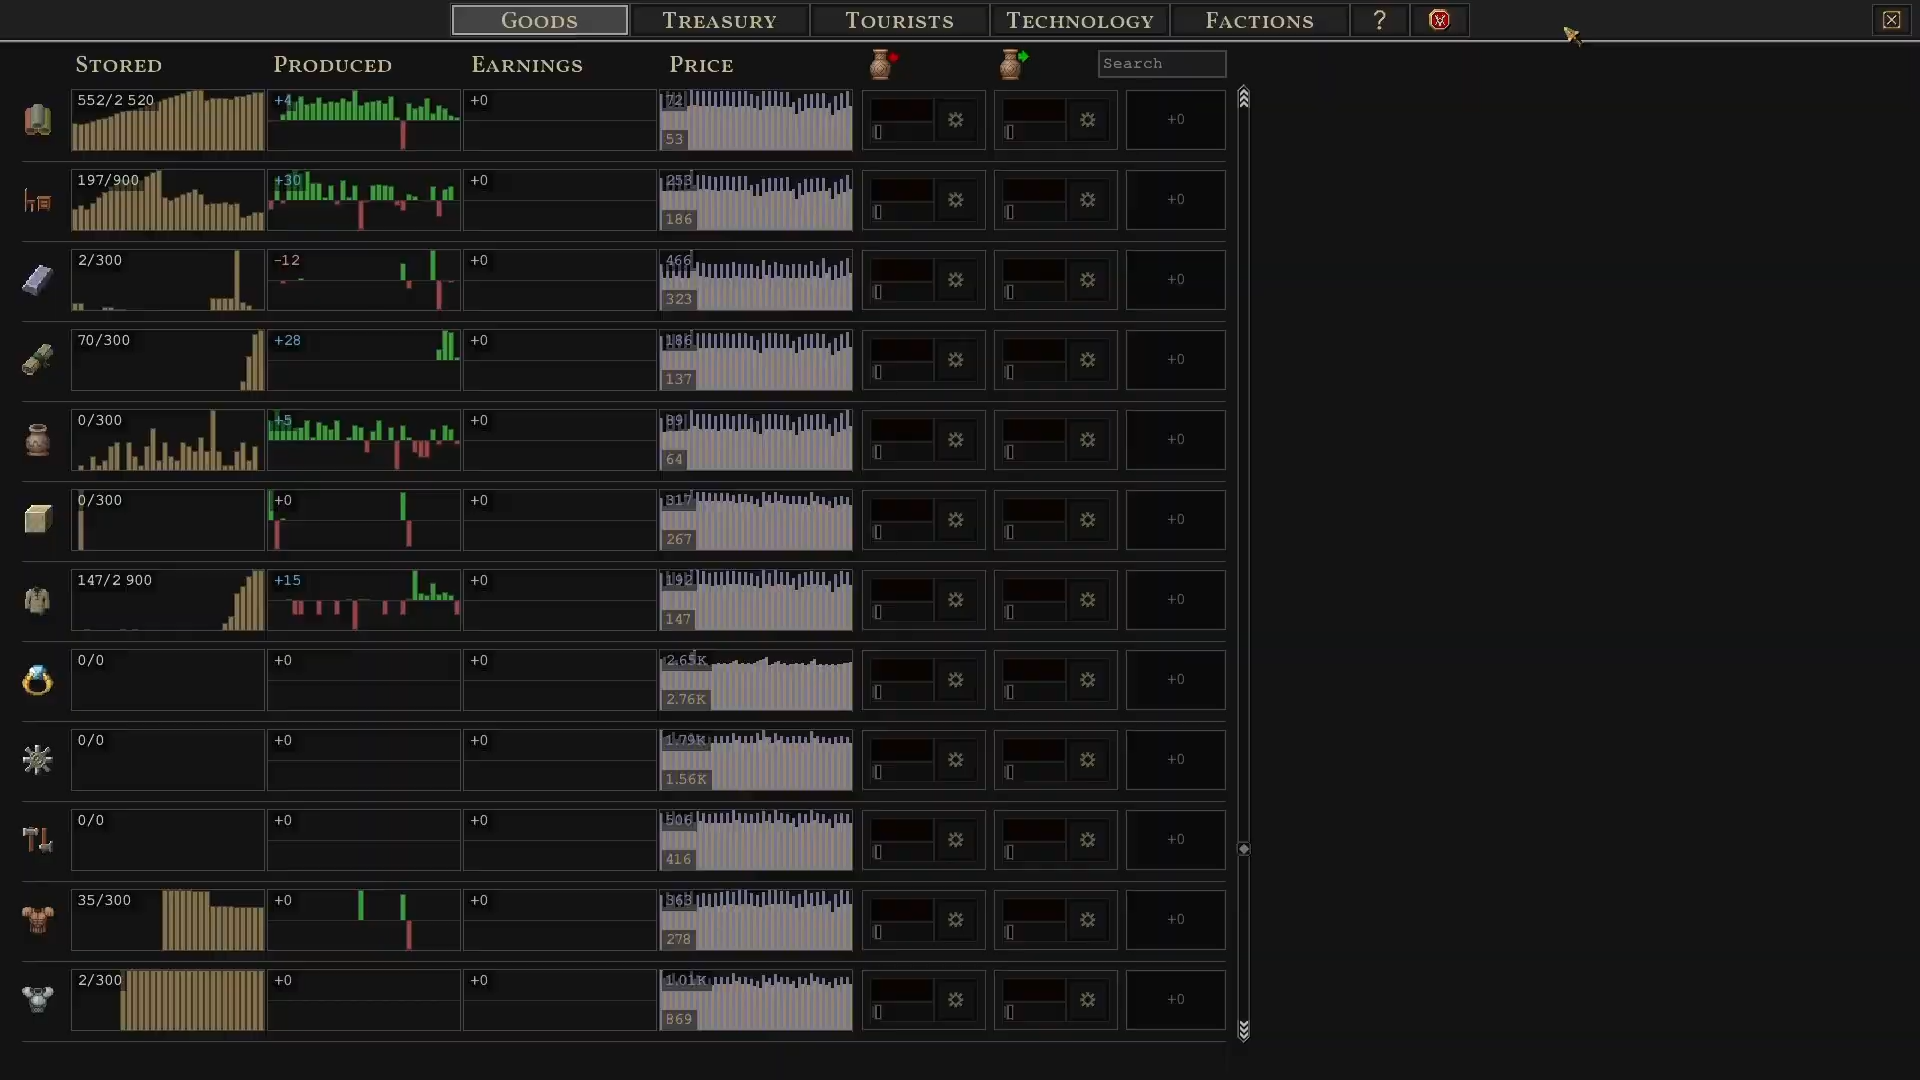 GOODS TREASURY TOURISTS TECHNOLOGY FACTIONS ?
STORED PRODUCED EARNINGS PRICE Search
552/2 520 +4 +0 72 53 +0
197/900 +30 +0 253 186 +0
2/300 -12 +0 466 323 +0
70/300 +28 +0 186 137 +0
0/300 +5 +0 89 64 +0
0/300 +0 +0 317 267 +0
147/2 900 +15 +0 192 147 +0
0/0 +0 +0 2.65K 2.76K +0
0/0 +0 +0 1.79K 1.56K +0
0/0 +0 +0 506 416 +0
35/300 +0 +0 363 278 +0
2/300 +0 +0 1.01K 869 +0